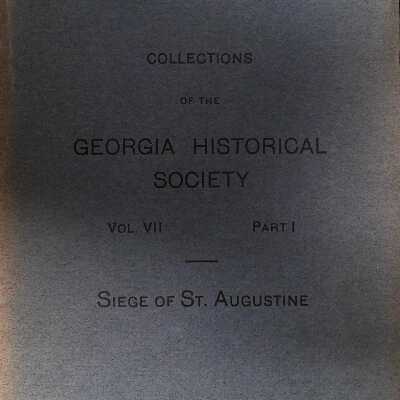 COLLECTIONS
OF THE
GEORGIA HISTORICAL
SOCIETY
VOL. VII PART I
SIEGE OF ST. AUGUSTINE